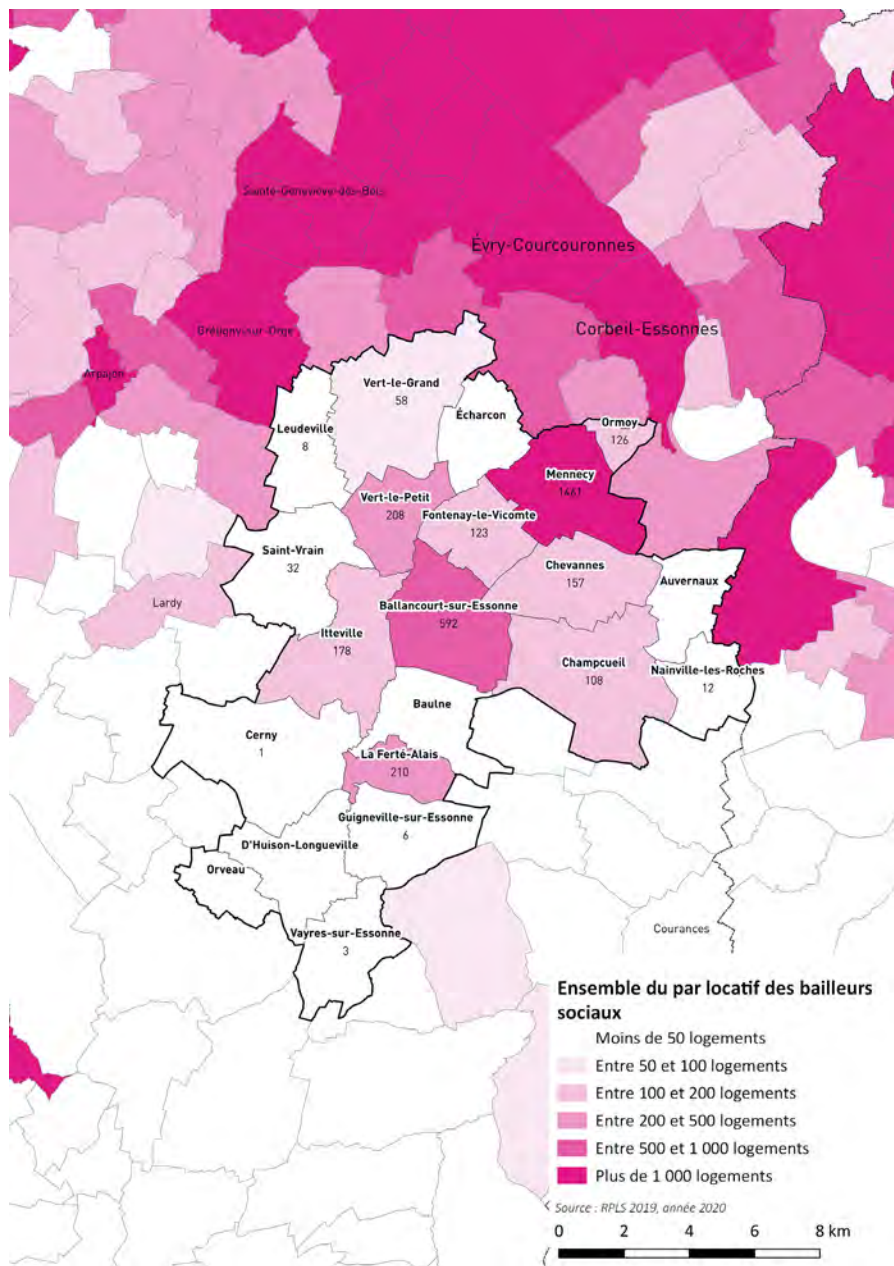 Sainte-Geneviève-des-Bois
Évry-Courcouronnes
Corbeil-Essonnes
Brétigny-sur-Orge
Arpajon
Vert-le-Grand
58
Écharcon
Leudeville
8
Ormoy
126
Mennecy
1461
Vert-le-Petit
208
Fontenay-le-Vicomte
123
Saint-Vrain
32
Chevannes
157
Auvernaux
Lardy
Ballancourt-sur-Essonne
592
Itteville
178
Champcueil
108
Nainville-les-Roches
12
Baulne
Cerny
1
La Ferté-Alais
210
Guigneville-sur-Essonne
6
D'Huison-Longueville
Orveau
Vayres-sur-Essonne
3
Courances
Ensemble du par locatif des bailleurs
sociaux
Moins de 50 logements
Entre 50 et 100 logements
Entre 100 et 200 logements
Entre 200 et 500 logements
Entre 500 et 1 000 logements
Plus de 1 000 logements
Source : RPLS 2019, année 2020
0 2 4 6 8 km